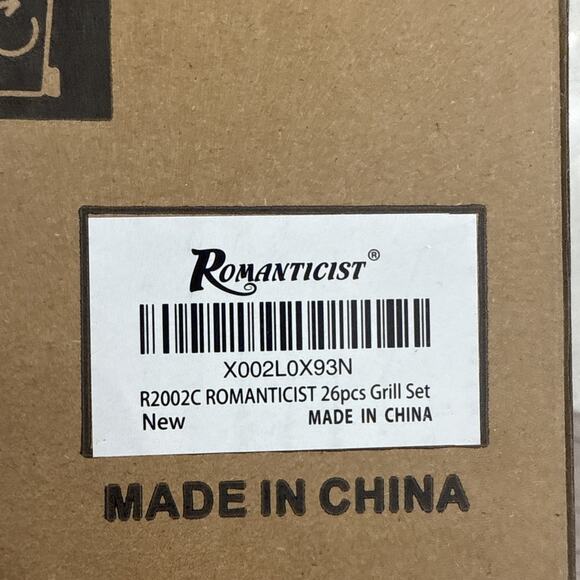 ROMANTICIST®
X002L0X93N
R2002C ROMANTICIST 26pcs Grill Set
New MADE IN CHINA
MADE IN CHINA